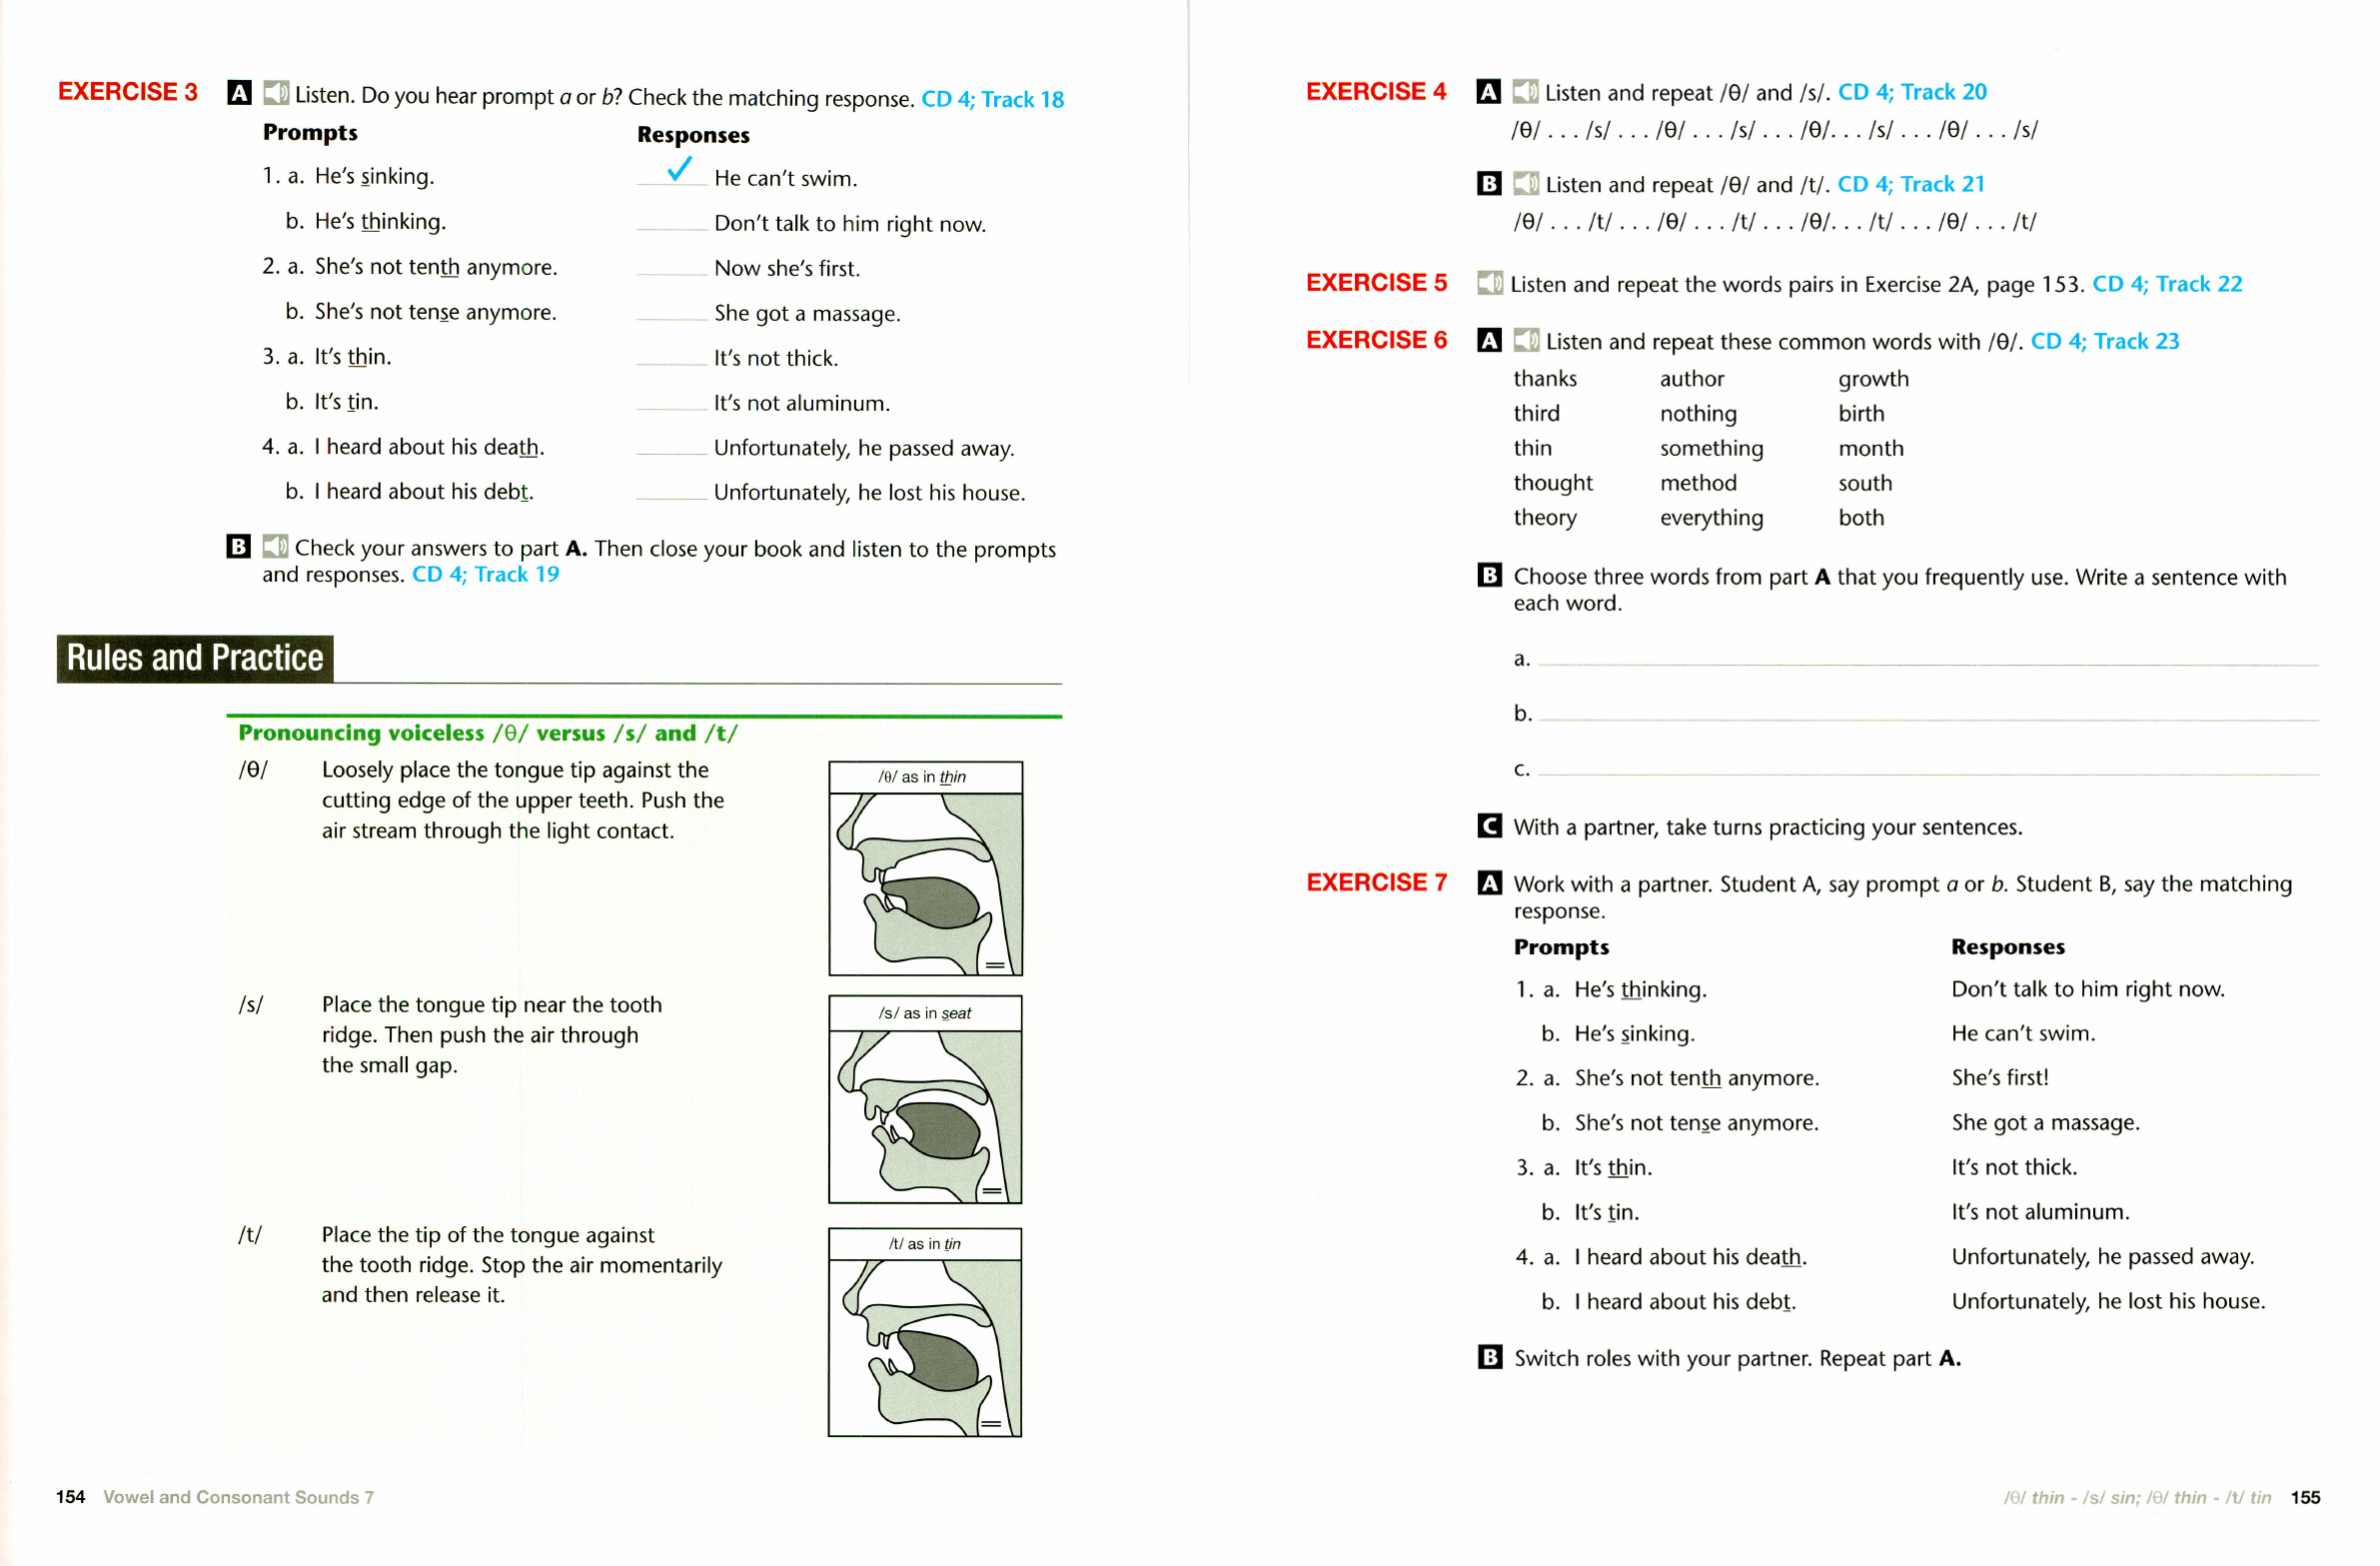 EXERCISE 3 A Listen. Do you hear prompt a or b? Check the matching response. CD 4; Track 18
Prompts Responses
1. a. He's sinking. ✓ He can't swim.
b. He's thinking. Don't talk to him right now.
2. a. She's not tenth anymore. Now she's first.
b. She's not tense anymore. She got a massage.
3. a. It's thin. It's not thick.
b. It's tin. It's not aluminum.
4. a. I heard about his death. Unfortunately, he passed away.
b. I heard about his debt. Unfortunately, he lost his house.
B Check your answers to part A. Then close your book and listen to the prompts
and responses. CD 4; Track 19
Rules and Practice
Pronouncing voiceless /θ/ versus /s/ and /t/
/θ/ Loosely place the tongue tip against the
cutting edge of the upper teeth. Push the
air stream through the light contact.
/θ/ as in thin
/s/ Place the tongue tip near the tooth
ridge. Then push the air through
the small gap.
/s/ as in seat
/t/ Place the tip of the tongue against
the tooth ridge. Stop the air momentarily
and then release it.
/t/ as in tin
154 Vowel and Consonant Sounds 7
EXERCISE 4 A Listen and repeat /θ/ and /s/. CD 4; Track 20
/θ/ . . . /s/ . . . /θ/ . . . /s/ . . . /θ/. . . /s/ . . . /θ/ . . . /s/
B Listen and repeat /θ/ and /t/. CD 4; Track 21
/θ/ . . . /t/ . . . /θ/ . . . /t/ . . . /θ/. . . /t/ . . . /θ/ . . . /t/
EXERCISE 5 Listen and repeat the words pairs in Exercise 2A, page 153. CD 4; Track 22
EXERCISE 6 A Listen and repeat these common words with /θ/. CD 4; Track 23
thanks author growth
third nothing birth
thin something month
thought method south
theory everything both
B Choose three words from part A that you frequently use. Write a sentence with
each word.
a.
b.
c.
C With a partner, take turns practicing your sentences.
EXERCISE 7 A Work with a partner. Student A, say prompt a or b. Student B, say the matching
response.
Prompts Responses
1. a. He's thinking. Don't talk to him right now.
b. He's sinking. He can't swim.
2. a. She's not tenth anymore. She's first!
b. She's not tense anymore. She got a massage.
3. a. It's thin. It's not thick.
b. It's tin. It's not aluminum.
4. a. I heard about his death. Unfortunately, he passed away.
b. I heard about his debt. Unfortunately, he lost his house.
B Switch roles with your partner. Repeat part A.
/θ/ thin - /s/ sin; /θ/ thin - /t/ tin 155